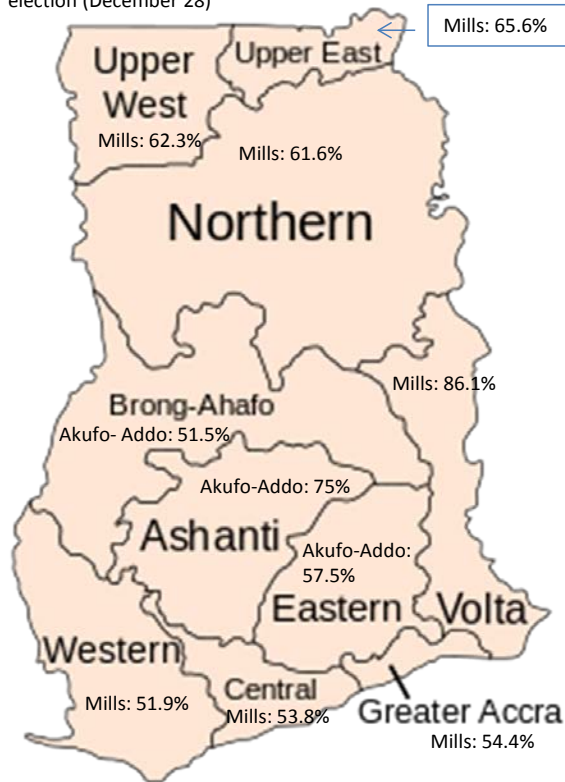 election (December 28)
Mills: 65.6%
Upper East
Upper
West
Mills: 62.3%
Mills: 61.6%
Northern
Mills: 86.1%
Brong-Ahafo
Akufo- Addo: 51.5%
Akufo-Addo: 75%
Ashanti
Akufo-Addo:
57.5%
Eastern
Volta
Western
Mills: 51.9%
Central
Mills: 53.8%
Greater Accra
Mills: 54.4%